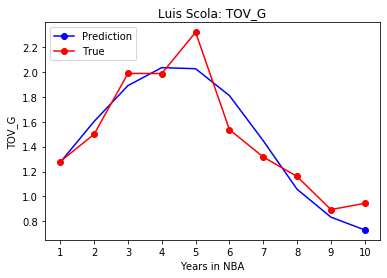 Luis Scola: TOV_G
Prediction
True
2.2
2.0
1.8
1.6
1.4
1.2
1.0
0.8
TOV_G
1 2 3 4 5 6 7 8 9 10
Years in NBA